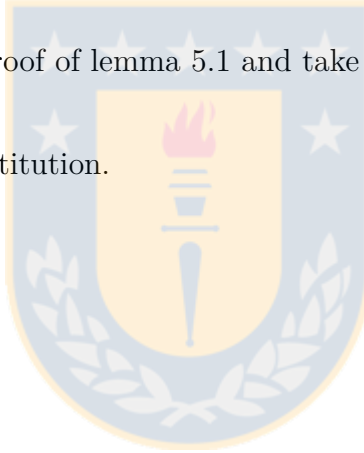 roof of lemma 5.1 and take
titution.